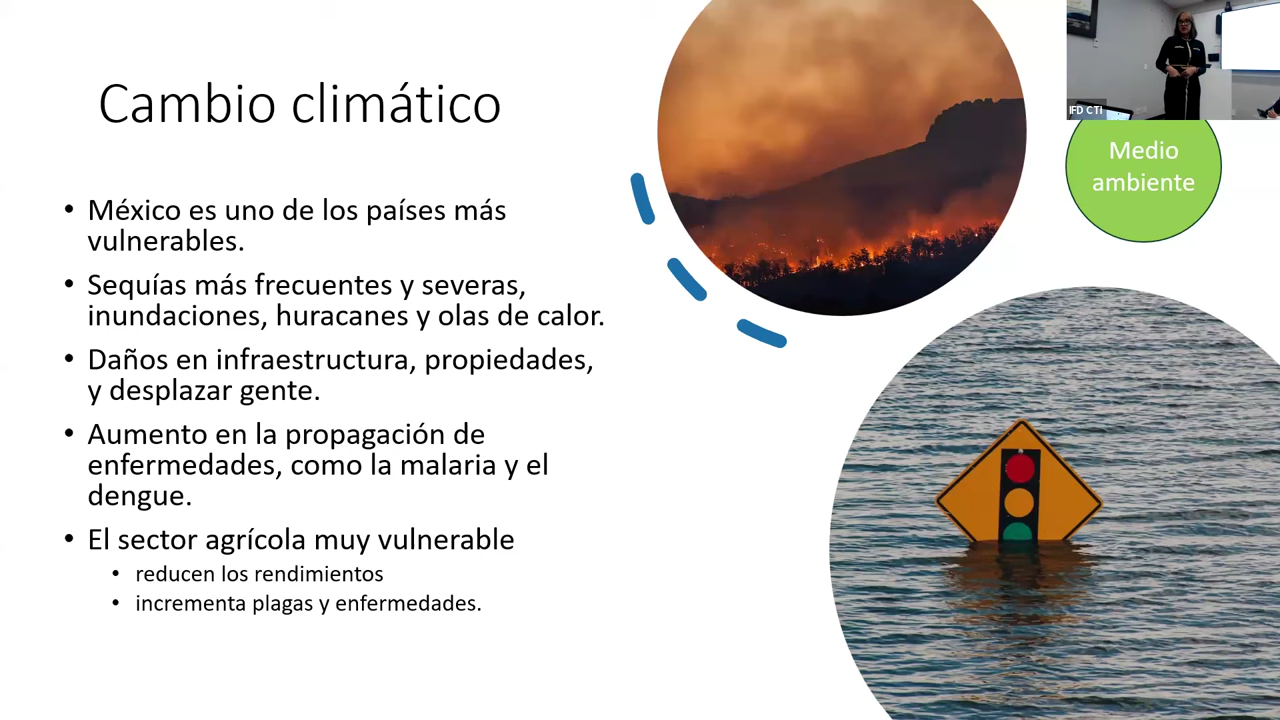 Cambio climático
• México es uno de los países más
vulnerables.
• Sequías más frecuentes y severas,
inundaciones, huracanes y olas de calor.
• Daños en infraestructura, propiedades,
y desplazar gente.
• Aumento en la propagación de
enfermedades, como la malaria y el
dengue.
• El sector agrícola muy vulnerable
• reducen los rendimientos
• incrementa plagas y enfermedades.
IFD CTI
Medio
ambiente